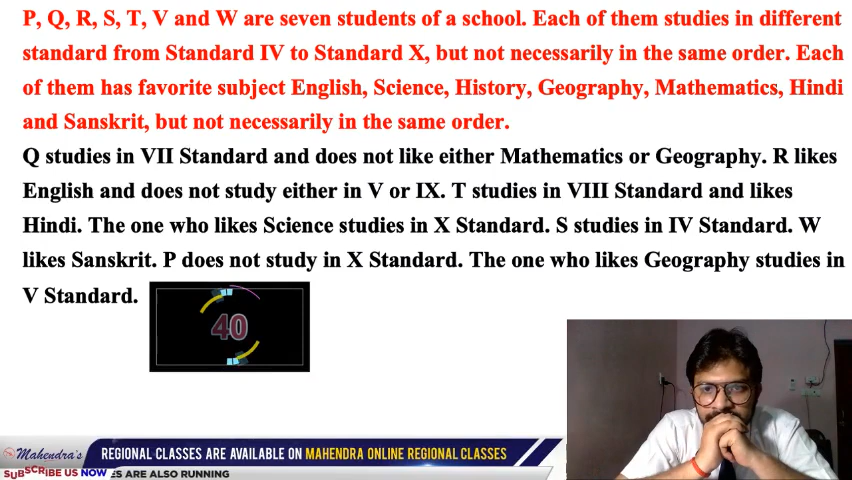 P, Q, R, S, T, V and W are seven students of a school. Each of them studies in different
standard from Standard IV to Standard X, but not necessarily in the same order. Each
of them has favorite subject English, Science, History, Geography, Mathematics, Hindi
and Sanskrit, but not necessarily in the same order.
Q studies in VII Standard and does not like either Mathematics or Geography. R likes
English and does not study either in V or IX. T studies in VIII Standard and likes
Hindi. The one who likes Science studies in X Standard. S studies in IV Standard. W
likes Sanskrit. P does not study in X Standard. The one who likes Geography studies in
V Standard.
40
Mahendra's
REGIONAL CLASSES ARE AVAILABLE ON MAHENDRA ONLINE REGIONAL CLASSES
SUBSCRIBE US NOW
ES ARE ALSO RUNNING